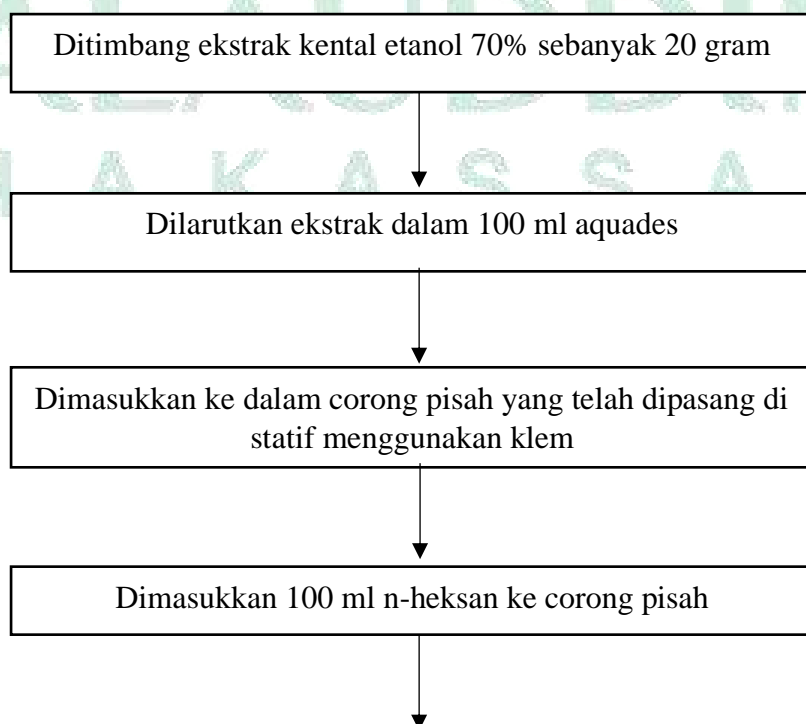 Ditimbang ekstrak kental etanol 70% sebanyak 20 gram
Dilarutkan ekstrak dalam 100 ml aquades
Dimasukkan ke dalam corong pisah yang telah dipasang di
statif menggunakan klem
Dimasukkan 100 ml n-heksan ke corong pisah